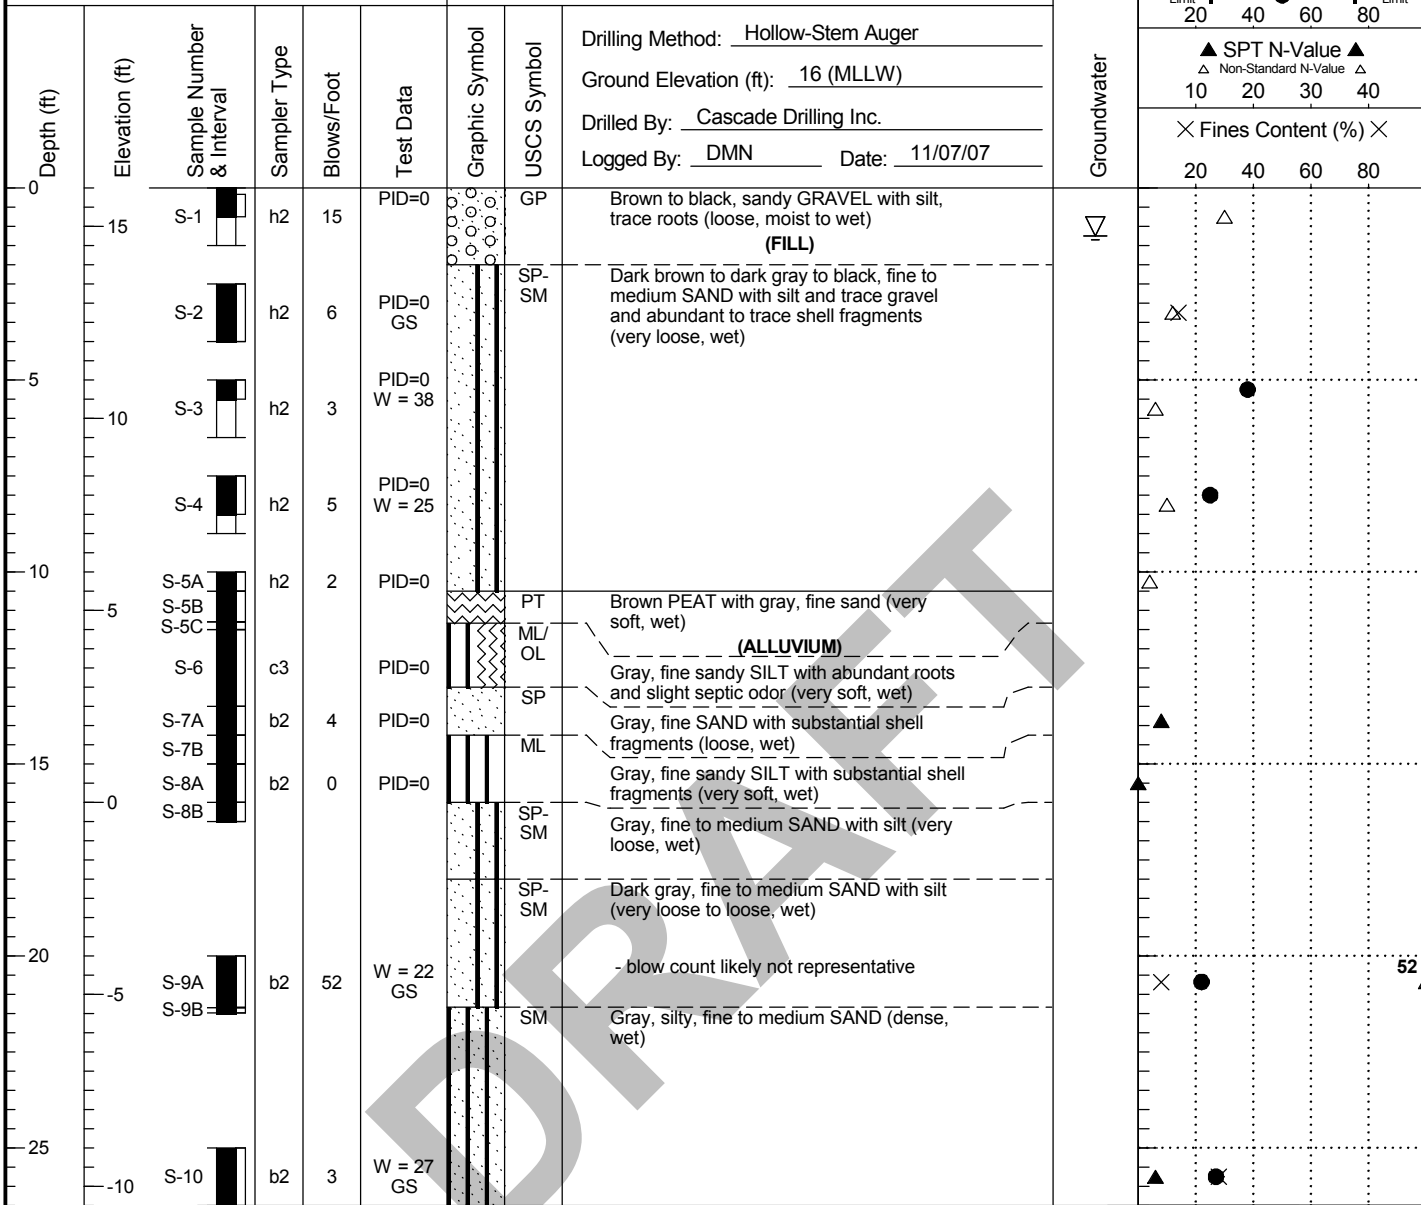 Limit Limit
20 40 80
▲ SPT N-Value ▲
△ Non-Standard N-Value △
10 20 30 40
× Fines Content (%) ×
20 40 60 80
Depth (ft)
Elevation (ft)
Sample Number
& Interval
Sampler Type
Blows/Foot
Test Data
Graphic Symbol
USCS Symbol
Drilling Method: Hollow-Stem Auger
Ground Elevation (ft): 16 (MLLW)
Drilled By: Cascade Drilling Inc.
Logged By: DMN Date: 11/07/07
Groundwater
0
S-1 h2 15 PID=0 GP
15
Brown to black, sandy GRAVEL with silt,
trace roots (loose, moist to wet)
(FILL)
SP-
SM
Dark brown to dark gray to black, fine to
medium SAND with silt and trace gravel
and abundant to trace shell fragments
(very loose, wet)
S-2 h2 6 PID=0
GS
5
S-3 h2 3 PID=0
W = 38
10
S-4 h2 5 PID=0
W = 25
10
S-5A h2 2 PID=0
S-5B
5
S-5C
PT
Brown PEAT with gray, fine sand (very
soft, wet)
(ALLUVIUM)
ML/
OL
S-6 c3 PID=0
Gray, fine sandy SILT with abundant roots
and slight septic odor (very soft, wet)
SP
S-7A b2 4 PID=0
Gray, fine SAND with substantial shell
fragments (loose, wet)
S-7B
ML
15
S-8A b2 0 PID=0
Gray, fine sandy SILT with substantial shell
fragments (very soft, wet)
0
S-8B
SP-
SM
Gray, fine to medium SAND with silt (very
loose, wet)
SP-
SM
Dark gray, fine to medium SAND with silt
(very loose to loose, wet)
20
- blow count likely not representative
52
S-9A b2 52 W = 22
GS
-5
S-9B
SM
Gray, silty, fine to medium SAND (dense,
wet)
25
S-10 b2 3 W = 27
GS
-10
DRAFT